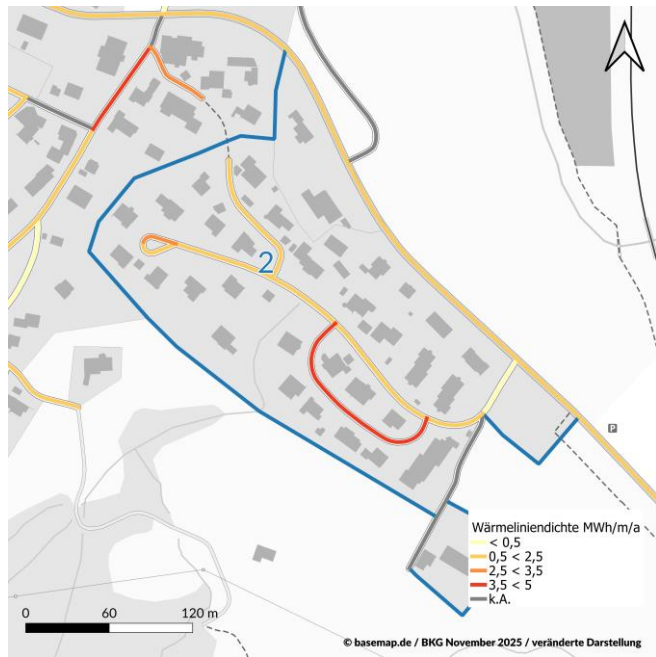 2
P
Wärmeliniendichte MWh/m/a
< 0,5
0,5 < 2,5
2,5 < 3,5
3,5 < 5
k.A.
0 60 120 m
© basemap.de / BKG November 2025 / veränderte Darstellung